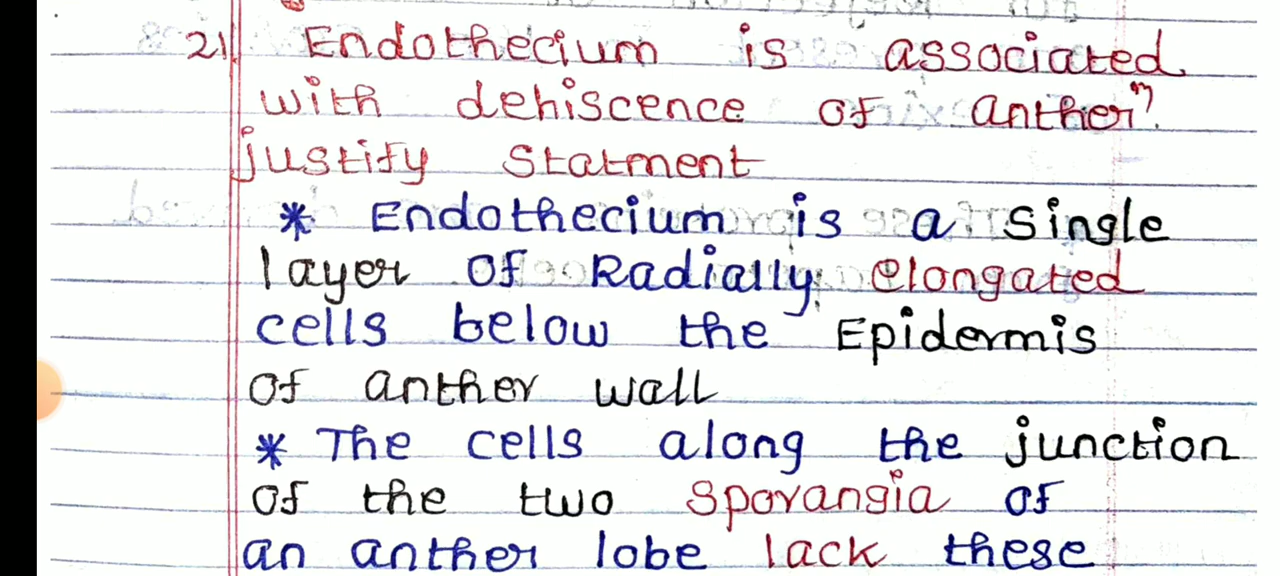 21 Endothecium is associated
with dehiscence of anther".
justify Statment
* Endothecium is a single
layer of Radially elongated
cells below the Epidermis
of anther wall
* The cells along the junction
of the two Sporangia of
an anther lobe lack these